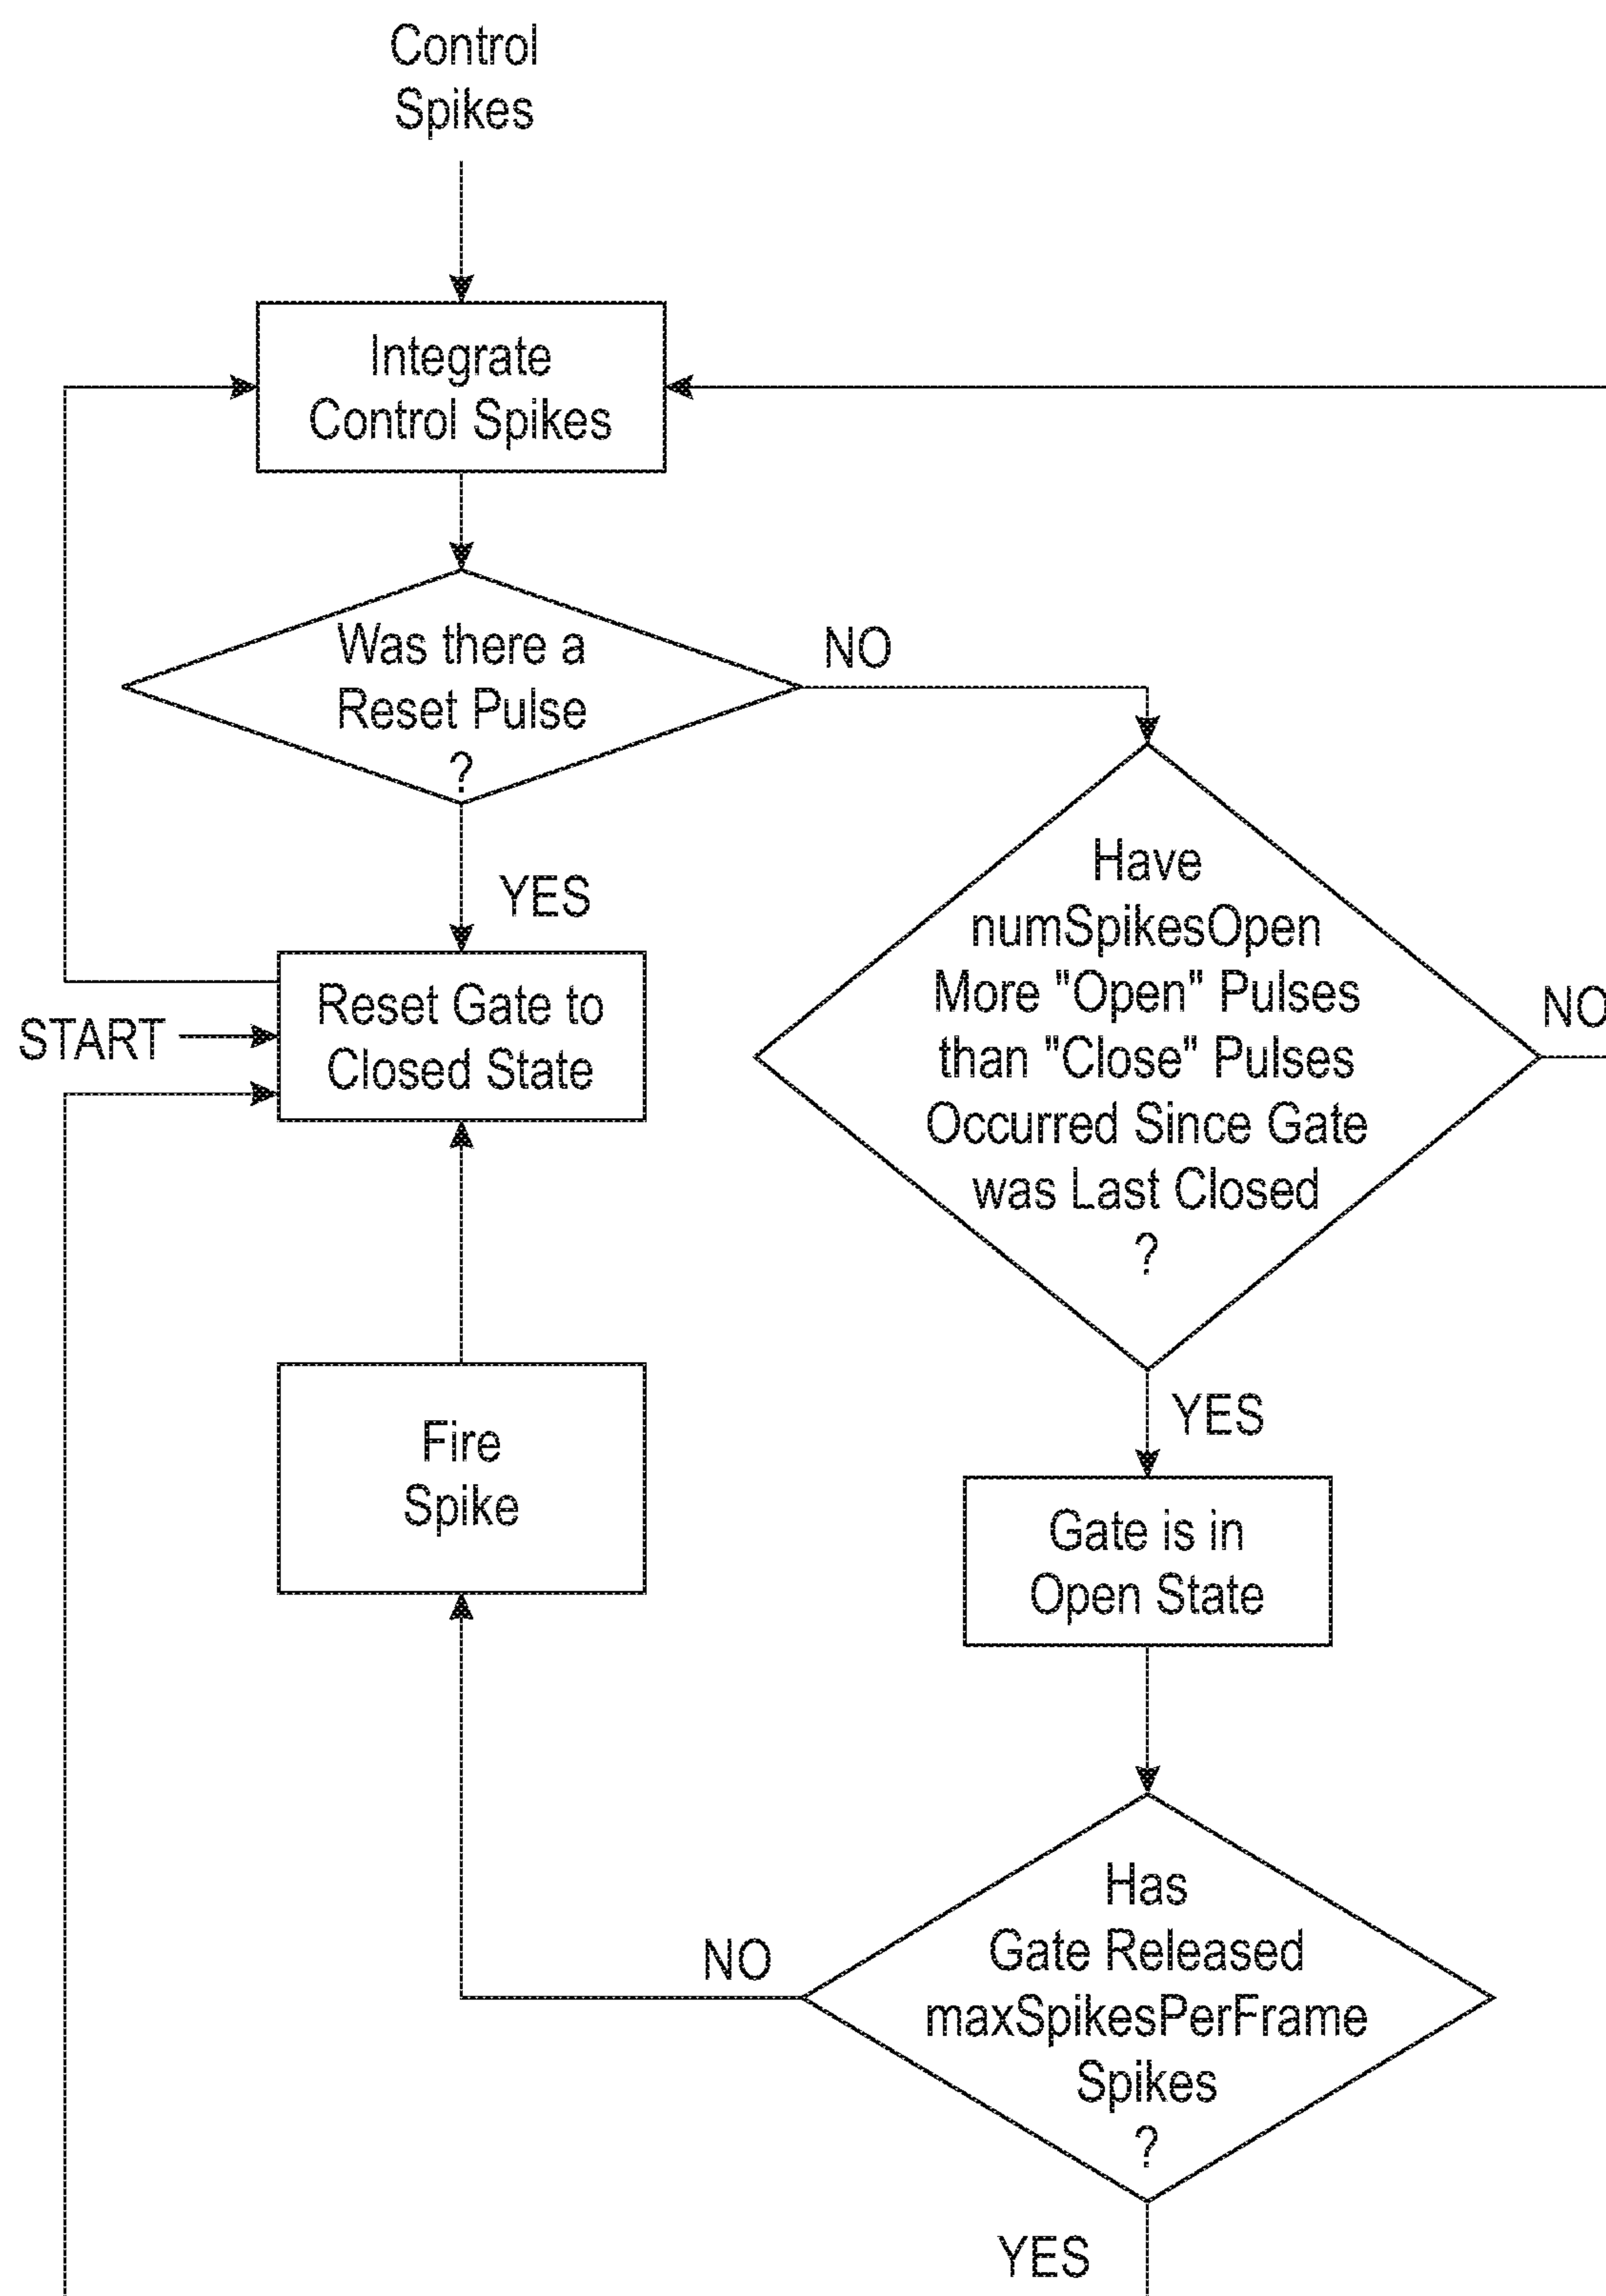 Control
Spikes
Integrate
Control Spikes
Was there a
Reset Pulse
?
NO
YES
Have
numSpikesOpen
More "Open" Pulses
than "Close" Pulses
Occurred Since Gate
was Last Closed
?
NO
START
Reset Gate to
Closed State
YES
Fire
Spike
Gate is in
Open State
Has
Gate Released
maxSpikesPerFrame
Spikes
?
NO
YES